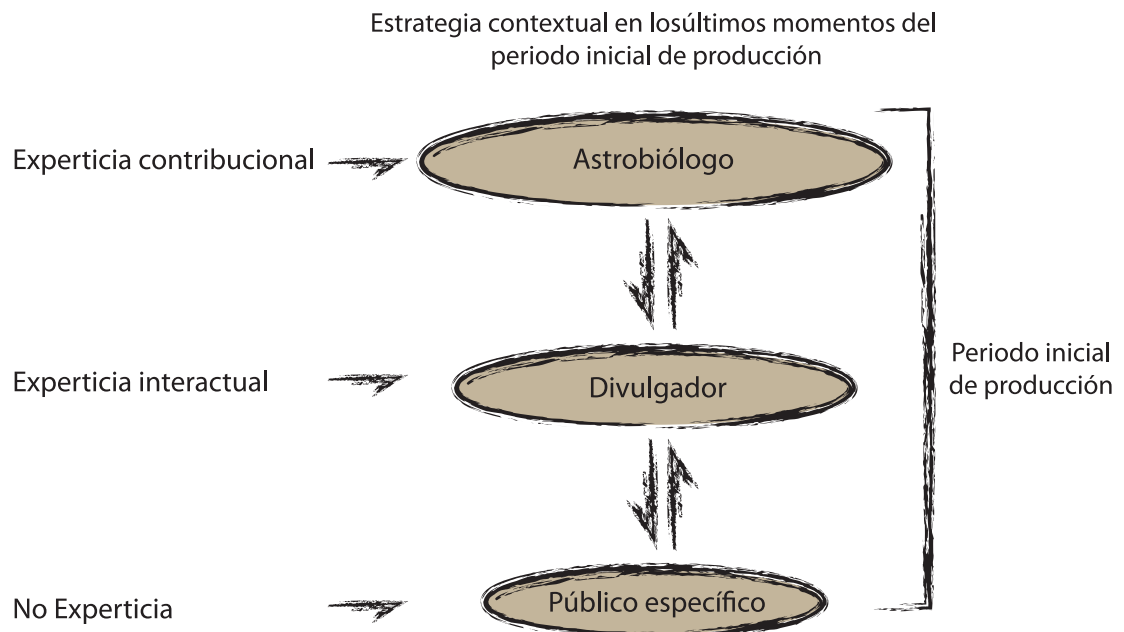 Estrategia contextual en losúltimos momentos del
periodo inicial de producción
Experticia contribucional
Astrobiólogo
Experticia interactual
Divulgador
Periodo inicial
de producción
No Experticia
Público específico